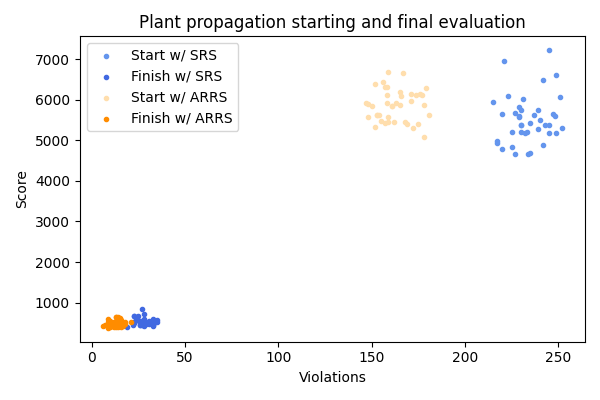 Plant propagation starting and final evaluation
Start w/ SRS
Finish w/ SRS
Start w/ ARRS
Finish w/ ARRS
7000
6000
5000
4000
3000
2000
1000
Score
0 50 100 150 200 250
Violations